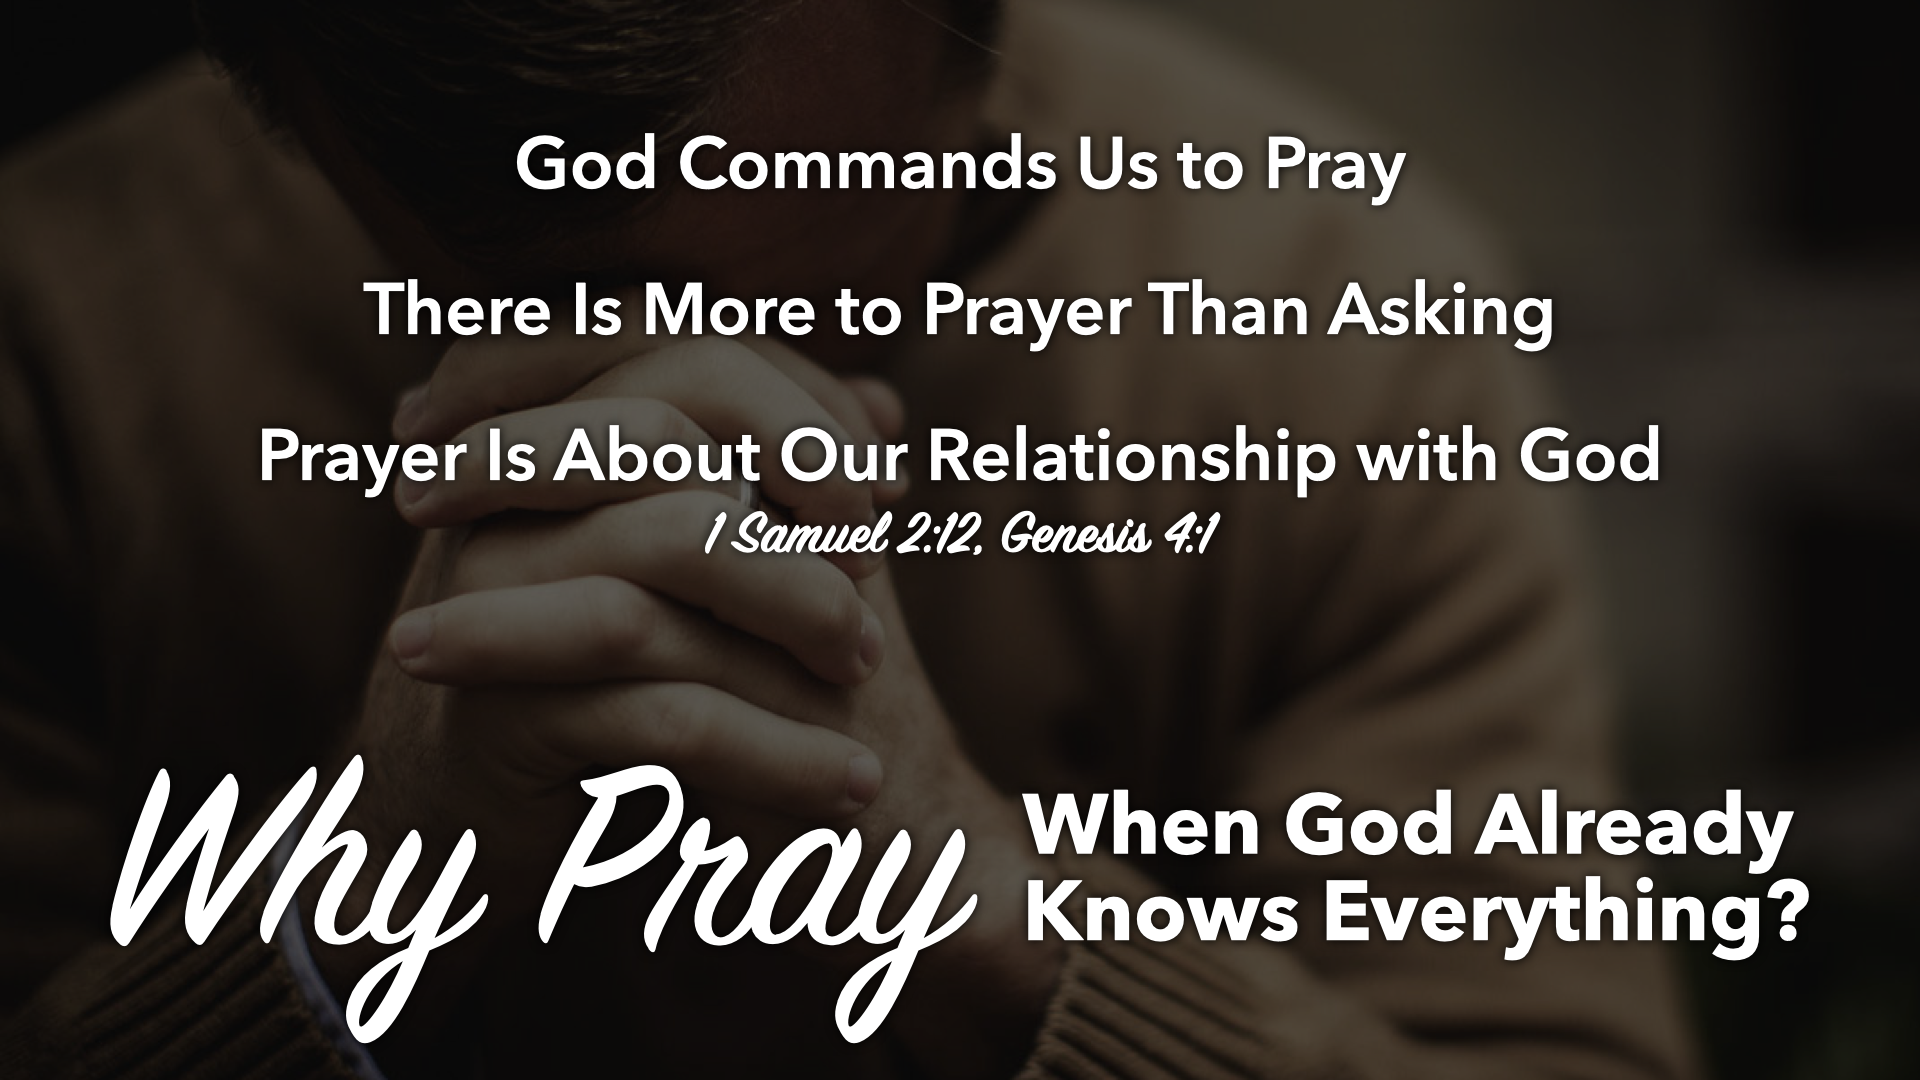 God Commands Us to Pray
There Is More to Prayer Than Asking
Prayer Is About Our Relationship with God
1 Samuel 2:12, Genesis 4:1
Why Pray
When God Already
Knows Everything?